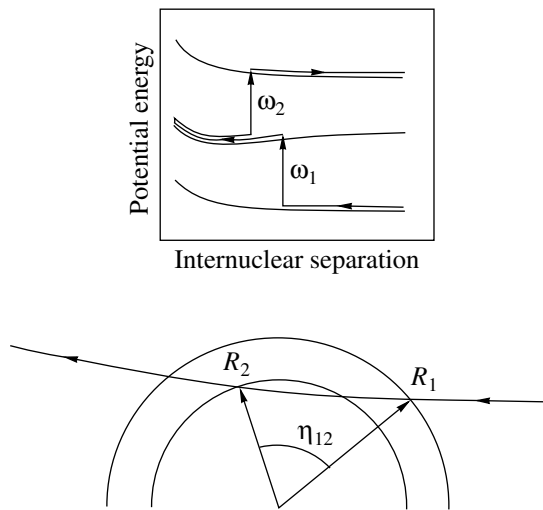 Potential energy
ω₂
ω₁
Internuclear separation
R₂
R₁
η₁₂